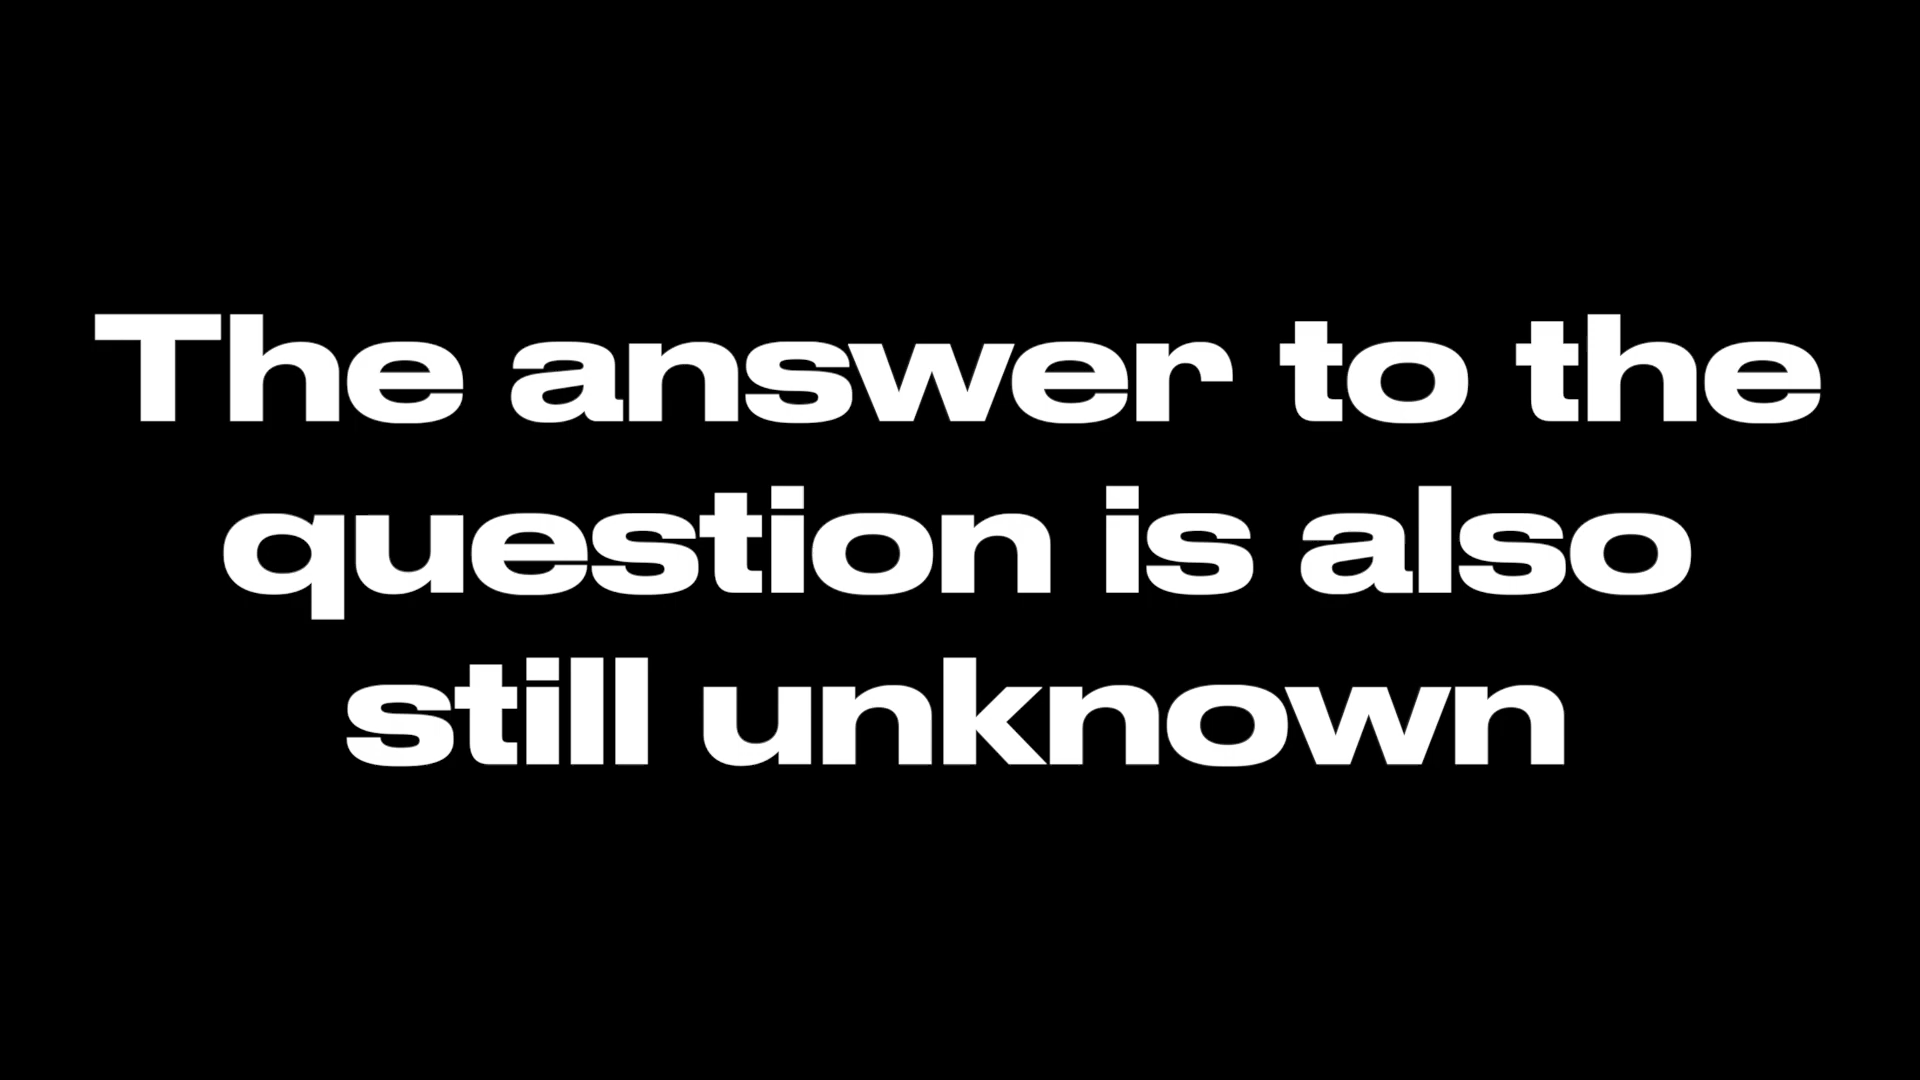 The answer to the
question is also
still unknown